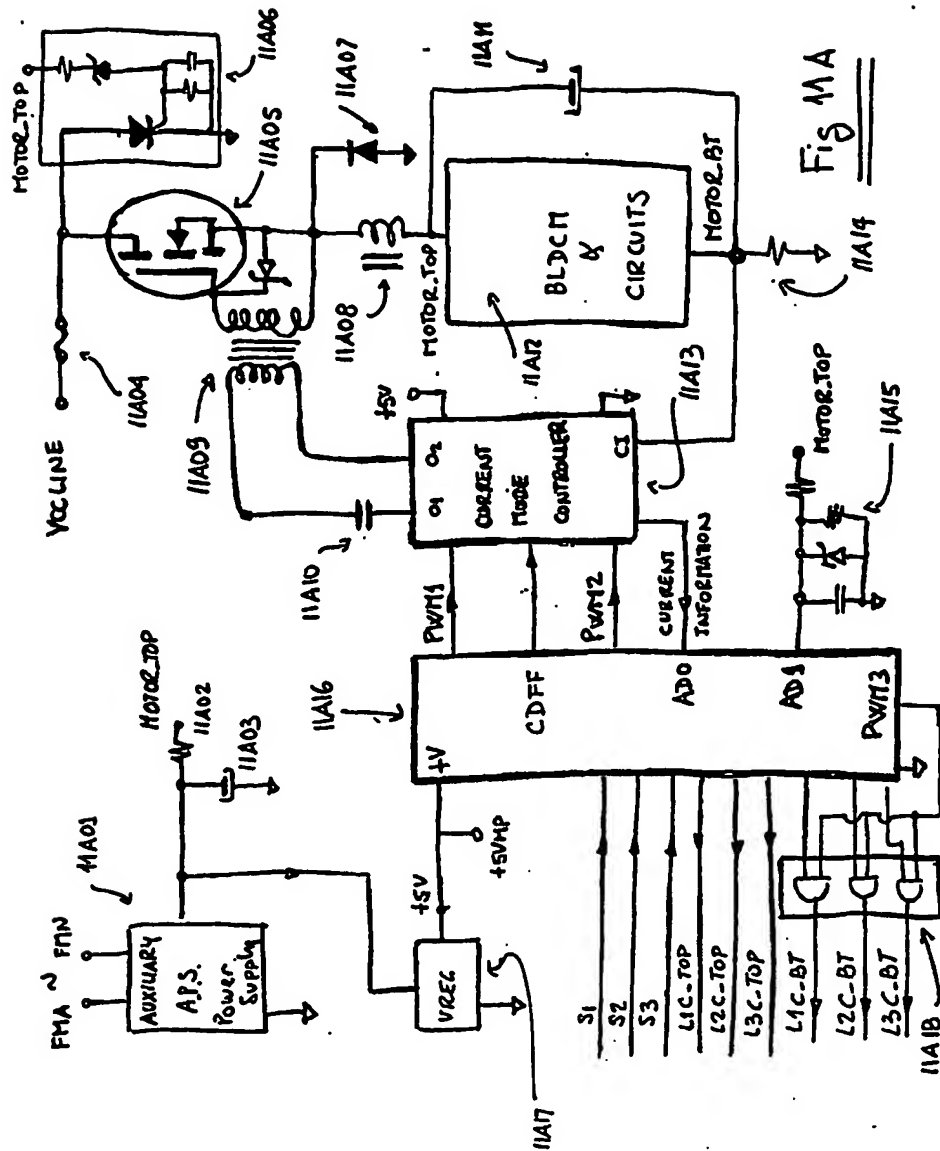 MOTOR_TOP
11A06
11A05
11A07
VCCLINE
11A04
11A09
11A08
MOTOR_TOP
11A11
BLDCM
&
CIRCUITS
11A12
MOTOR_BT
11A14
Fig 11A
11A10
+5V
O1
O2
CURRENT
MODE
CONTROLLER
CI
11A13
PWM1
PWM2
CURRENT
INFORMATION
MOTOR_TOP
11A15
11A01
FMA ~ FMN
AUXILIARY
A.P.S.
Power
Supply
MOTOR_TOP
11A02
11A03
11A16
+V
CDFF
AD0
AD1
PWM3
+5V
+5VMP
VREG
11A17
S1
S2
S3
L1C_TOP
L2C_TOP
L3C_TOP
L1C_BT
L2C_BT
L3C_BT
11A18